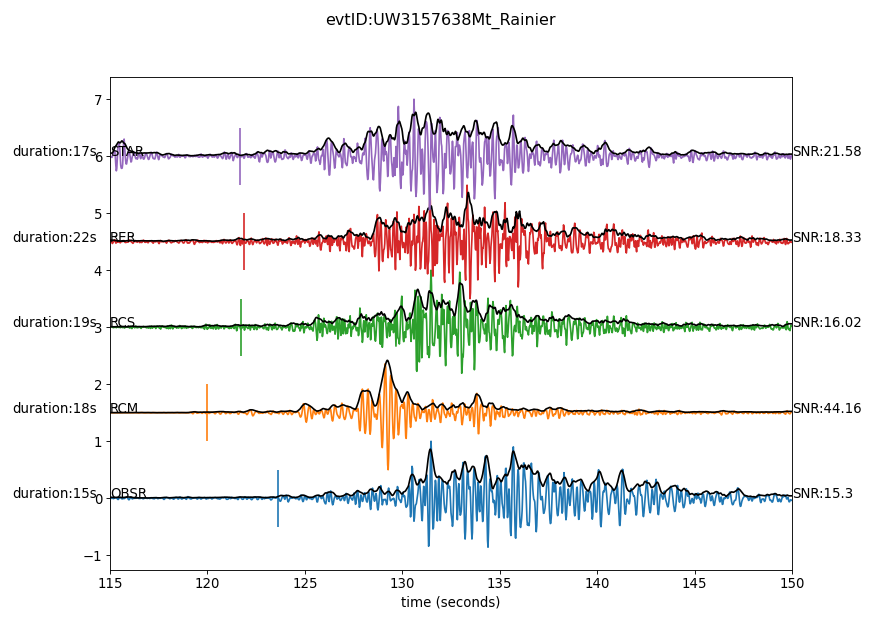 evtID:UW3157638Mt_Rainier
7
duration:17s 6 STAR SNR:21.58
5
duration:22s RER SNR:18.33
4
duration:19s 3 RCS SNR:16.02
2
duration:18s RCM SNR:44.16
1
duration:15s 0 OBSR SNR:15.3
−1
115 120 125 130 135 140 145 150
time (seconds)